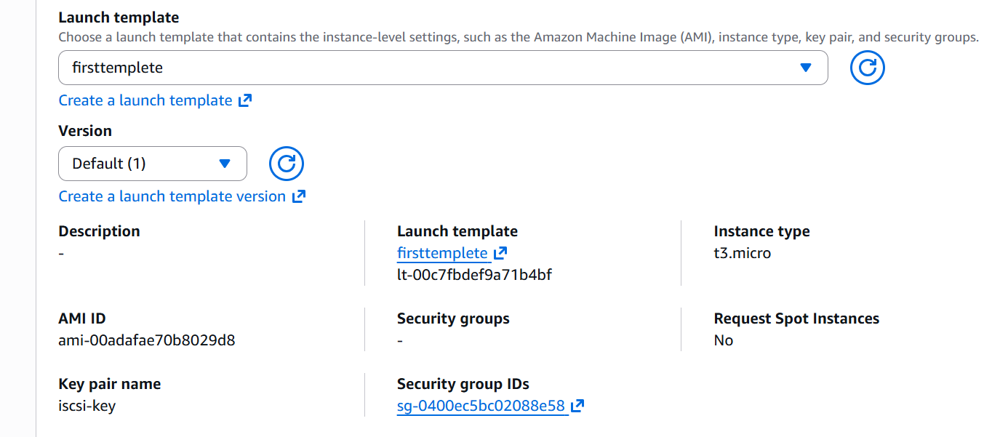 Launch template
Choose a launch template that contains the instance-level settings, such as the Amazon Machine Image (AMI), instance type, key pair, and security groups.
firsttemplete
Create a launch template
Version
Default (1)
Create a launch template version
Description
-
Launch template
firsttemplete
lt-00c7fbdef9a71b4bf
Instance type
t3.micro
AMI ID
ami-00adafae70b8029d8
Security groups
-
Request Spot Instances
No
Key pair name
iscsi-key
Security group IDs
sg-0400ec5bc02088e58